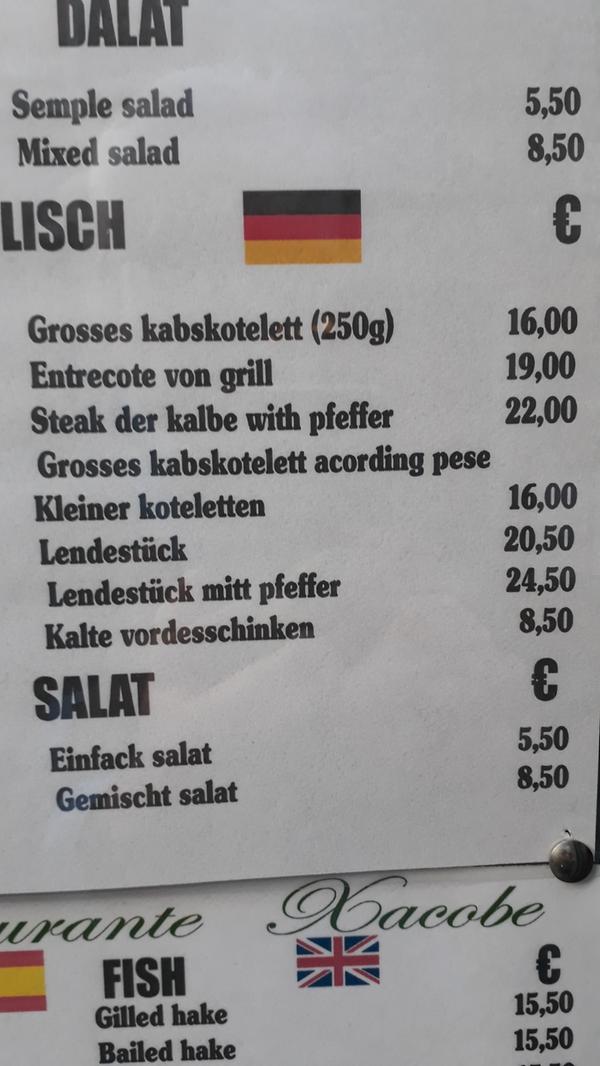 DALAT
Semple salad 5,50
Mixed salad 8,50
LISCH €
Grosses kabskotelett (250g) 16,00
Entrecote von grill 19,00
Steak der kalbe with pfeffer 22,00
Grosses kabskotelett acording pese
Kleiner koteletten 16,00
Lendestück 20,50
Lendestück mitt pfeffer 24,50
Kalte vordesschinken 8,50
SALAT €
Einfack salat 5,50
Gemischt salat 8,50
urante Xacobe
FISH €
Gilled hake 15,50
Bailed hake 15,50